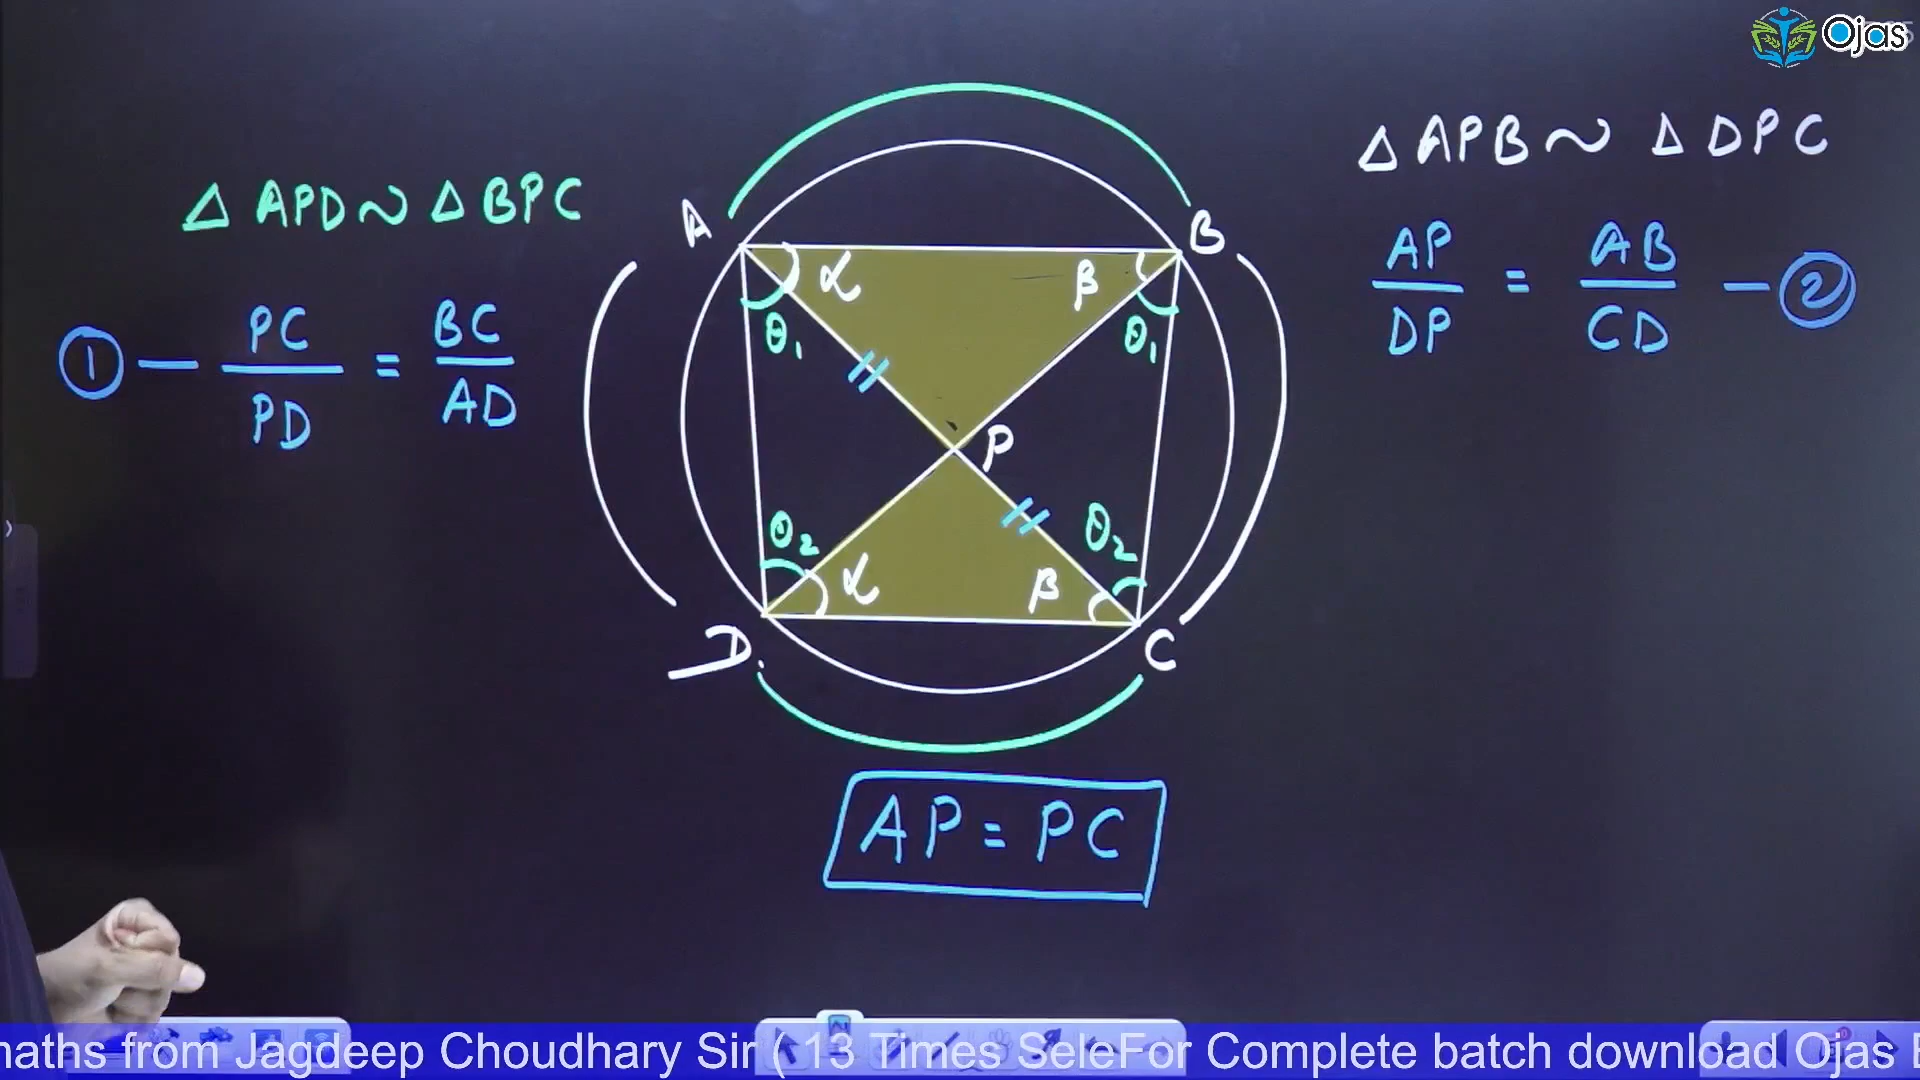 Ojas
△ APD ~ △ BPC
① — PC/PD = BC/AD
△ APB ~ △ DPC
AP/DP = AB/CD — ②
A
B
α
β
θ₁
θ₁
P
θ₂
θ₂
α
β
D
C
AP = PC
maths from Jagdeep Choudhary Sir ( 13 Times SeleFor Complete batch download Ojas